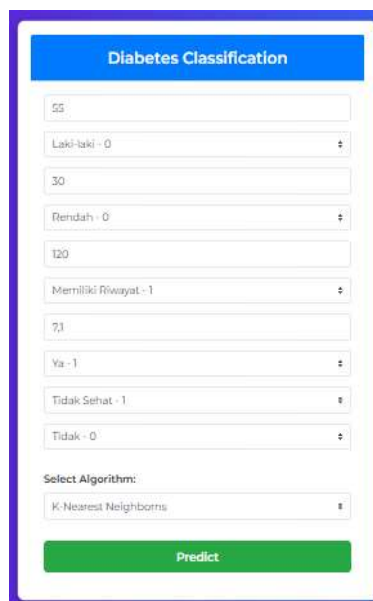 Diabetes Classification
55
Laki-laki - 0
30
Rendah - 0
120
Memiliki Riwayat - 1
7,1
Ya - 1
Tidak Sehat - 1
Tidak - 0
Select Algorithm:
K-Nearest Neighborns
Predict